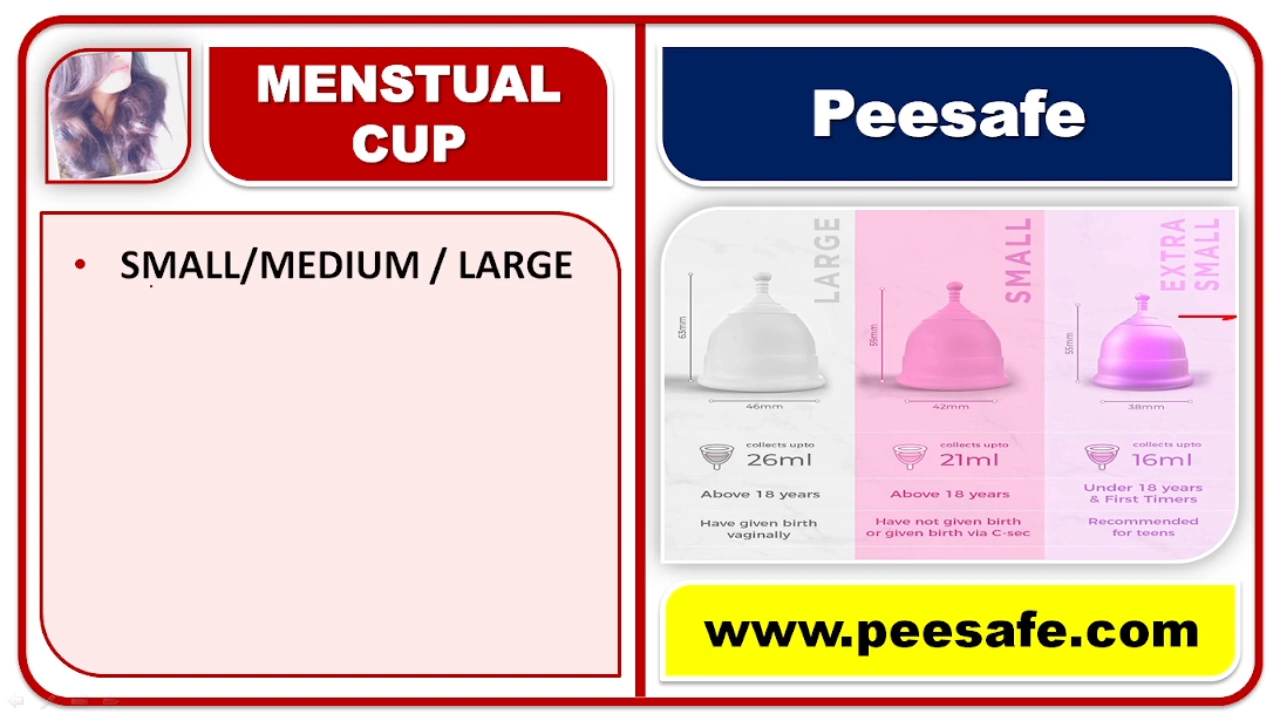 MENSTUAL
CUP
• SMALL/MEDIUM / LARGE
Peesafe
LARGE
63mm
46mm
collects upto
26ml
Above 18 years
Have given birth
vaginally
SMALL
59mm
42mm
collects upto
21ml
Above 18 years
Have not given birth
or given birth via C-sec
EXTRA
SMALL
55mm
38mm
collects upto
16ml
Under 18 years
& First Timers
Recommended
for teens
www.peesafe.com